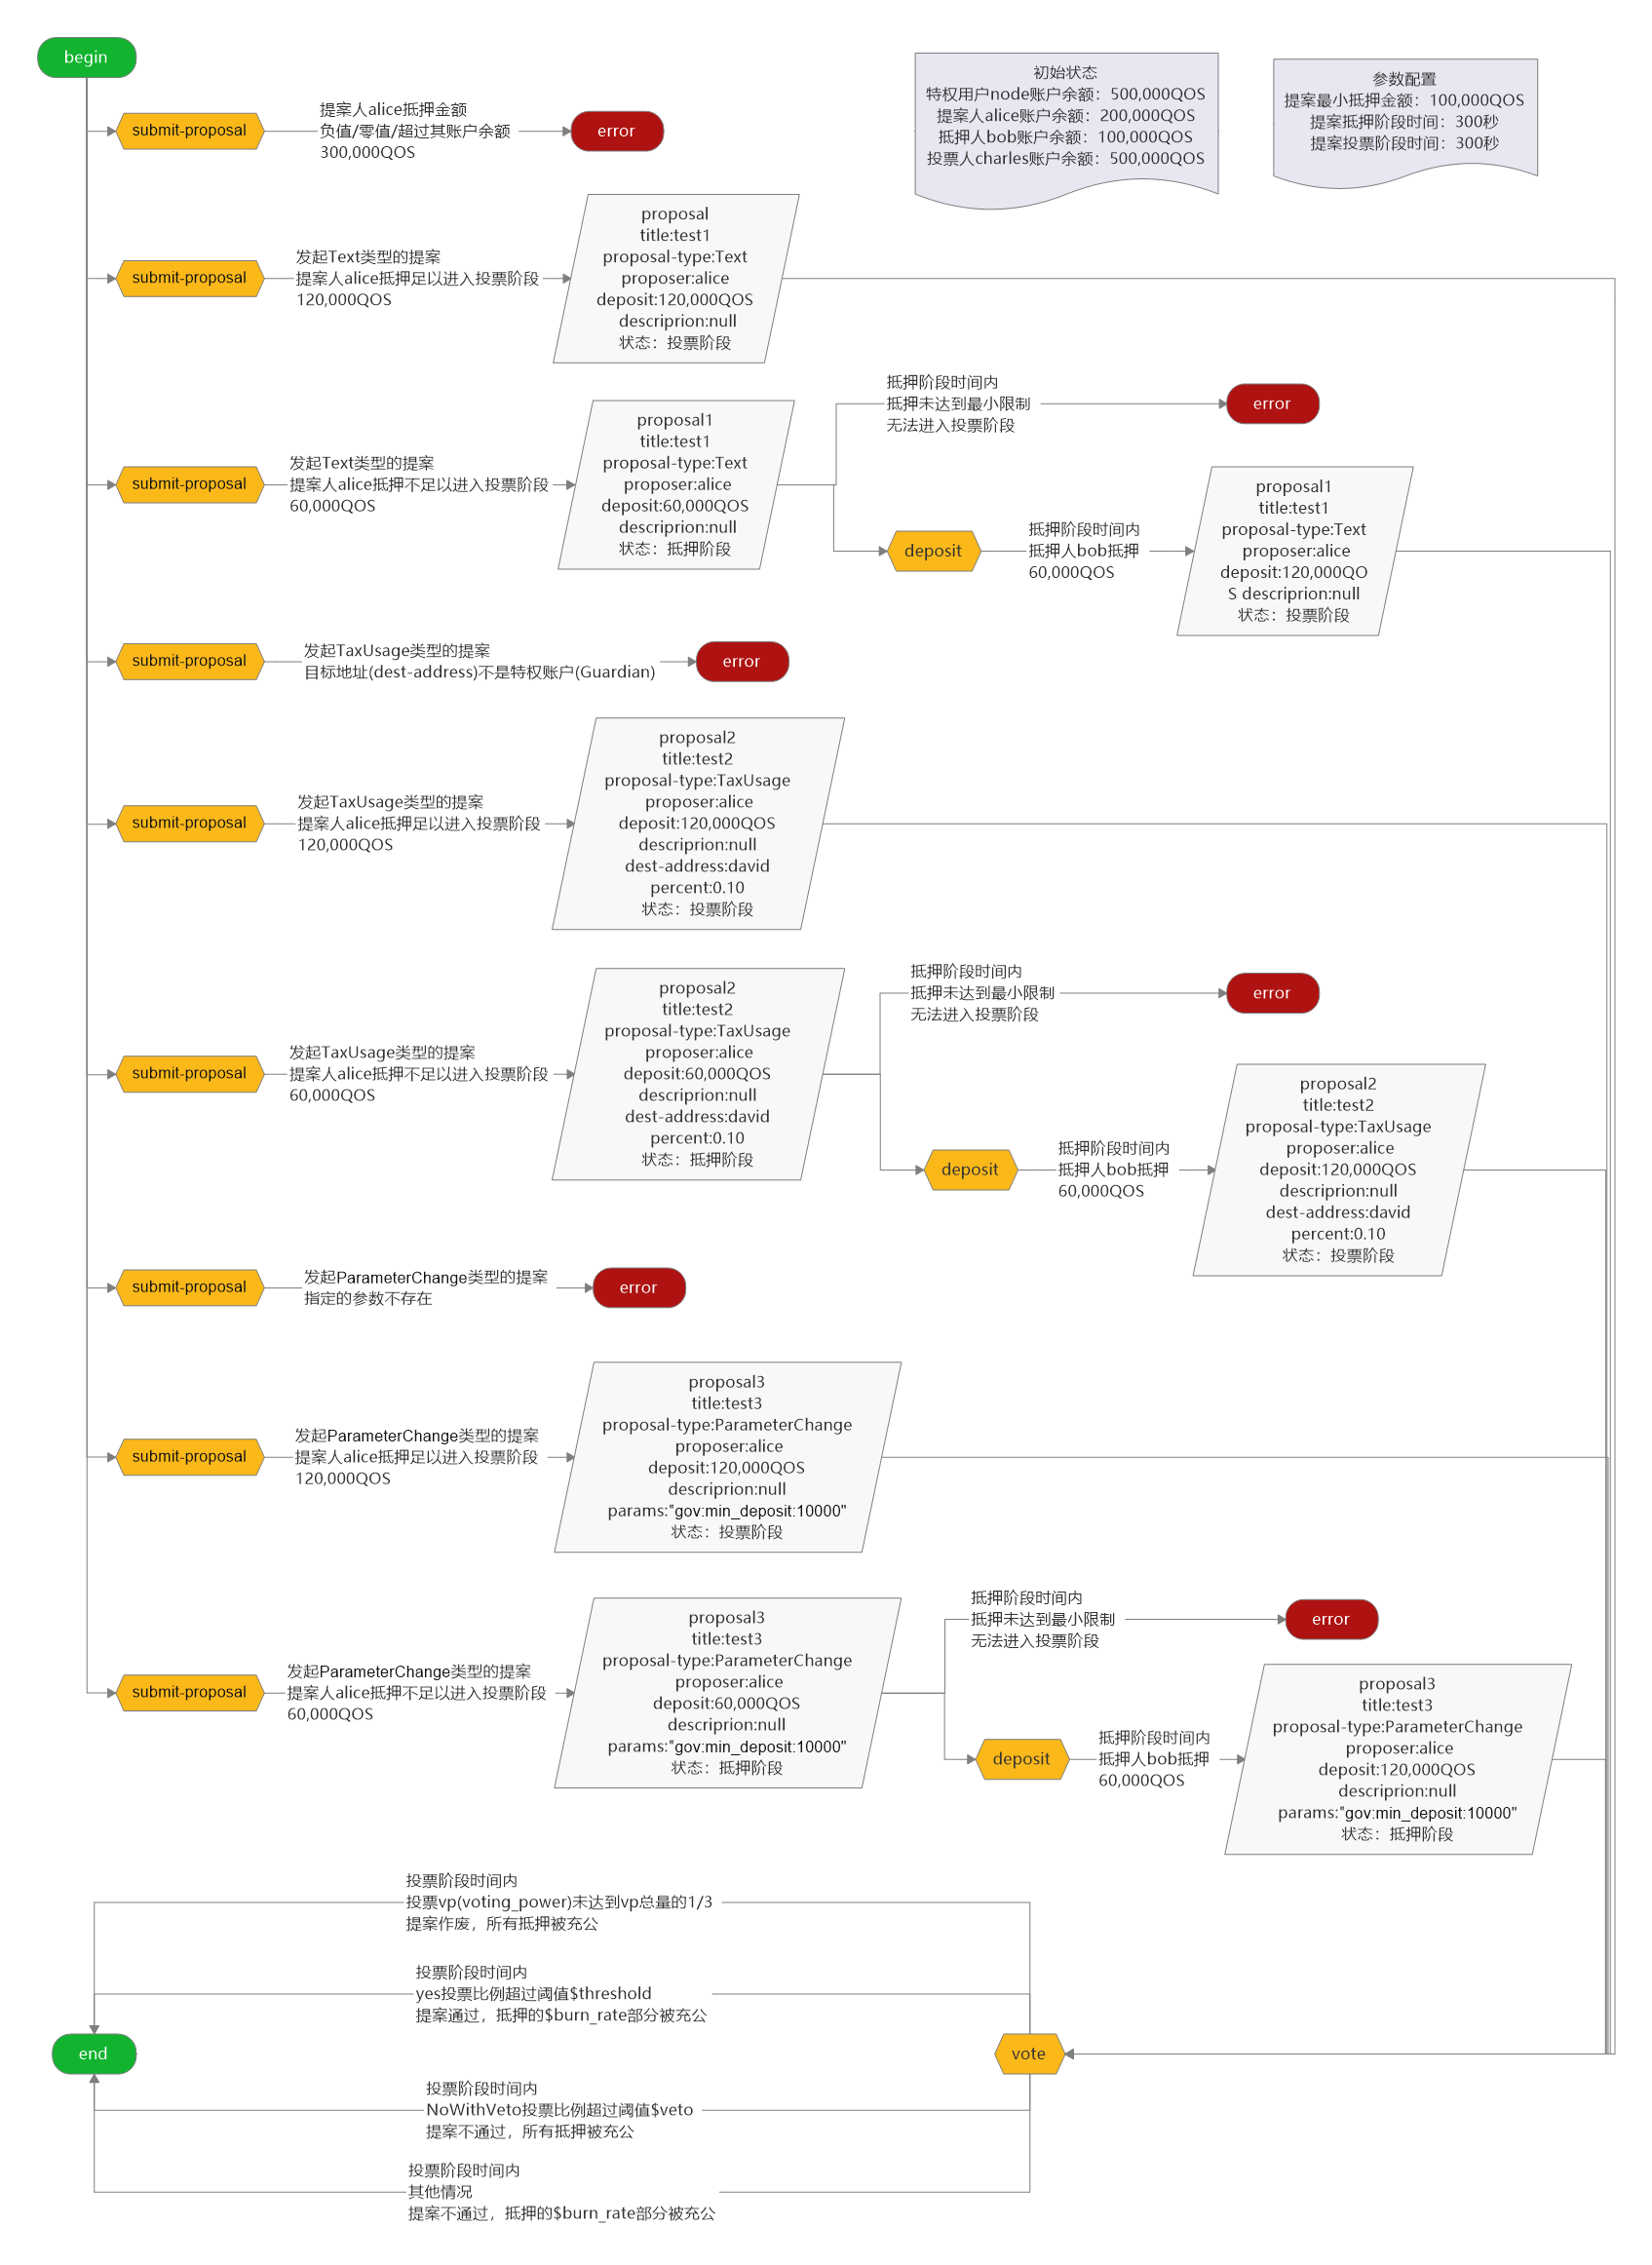 begin
初始状态
特权用户node账户余额：500,000QOS
提案人alice账户余额：200,000QOS
抵押人bob账户余额：100,000QOS
投票人charles账户余额：500,000QOS
参数配置
提案最小抵押金额：100,000QOS
提案抵押阶段时间：300秒
提案投票阶段时间：300秒
submit-proposal
提案人alice抵押金额
负值/零值/超过其账户余额
300,000QOS
error
submit-proposal
发起Text类型的提案
提案人alice抵押足以进入投票阶段
120,000QOS
proposal
title:test1
proposal-type:Text
proposer:alice
deposit:120,000QOS
descriprion:null
状态：投票阶段
submit-proposal
发起Text类型的提案
提案人alice抵押不足以进入投票阶段
60,000QOS
proposal1
title:test1
proposal-type:Text
proposer:alice
deposit:60,000QOS
descriprion:null
状态：抵押阶段
抵押阶段时间内
抵押未达到最小限制
无法进入投票阶段
error
deposit
抵押阶段时间内
抵押人bob抵押
60,000QOS
proposal1
title:test1
proposal-type:Text
proposer:alice
deposit:120,000QO
S descriprion:null
状态：投票阶段
submit-proposal
发起TaxUsage类型的提案
目标地址(dest-address)不是特权账户(Guardian)
error
submit-proposal
发起TaxUsage类型的提案
提案人alice抵押足以进入投票阶段
120,000QOS
proposal2
title:test2
proposal-type:TaxUsage
proposer:alice
deposit:120,000QOS
descriprion:null
dest-address:david
percent:0.10
状态：投票阶段
submit-proposal
发起TaxUsage类型的提案
提案人alice抵押不足以进入投票阶段
60,000QOS
proposal2
title:test2
proposal-type:TaxUsage
proposer:alice
deposit:60,000QOS
descriprion:null
dest-address:david
percent:0.10
状态：抵押阶段
抵押阶段时间内
抵押未达到最小限制
无法进入投票阶段
error
deposit
抵押阶段时间内
抵押人bob抵押
60,000QOS
proposal2
title:test2
proposal-type:TaxUsage
proposer:alice
deposit:120,000QOS
descriprion:null
dest-address:david
percent:0.10
状态：投票阶段
submit-proposal
发起ParameterChange类型的提案
指定的参数不存在
error
submit-proposal
发起ParameterChange类型的提案
提案人alice抵押足以进入投票阶段
120,000QOS
proposal3
title:test3
proposal-type:ParameterChange
proposer:alice
deposit:120,000QOS
descriprion:null
params:"gov:min_deposit:10000"
状态：投票阶段
submit-proposal
发起ParameterChange类型的提案
提案人alice抵押不足以进入投票阶段
60,000QOS
proposal3
title:test3
proposal-type:ParameterChange
proposer:alice
deposit:60,000QOS
descriprion:null
params:"gov:min_deposit:10000"
状态：抵押阶段
抵押阶段时间内
抵押未达到最小限制
无法进入投票阶段
error
deposit
抵押阶段时间内
抵押人bob抵押
60,000QOS
proposal3
title:test3
proposal-type:ParameterChange
proposer:alice
deposit:120,000QOS
descriprion:null
params:"gov:min_deposit:10000"
状态：抵押阶段
投票阶段时间内
投票vp(voting_power)未达到vp总量的1/3
提案作废，所有抵押被充公
投票阶段时间内
yes投票比例超过阈值$threshold
提案通过，抵押的$burn_rate部分被充公
end
vote
投票阶段时间内
NoWithVeto投票比例超过阈值$veto
提案不通过，所有抵押被充公
投票阶段时间内
其他情况
提案不通过，抵押的$burn_rate部分被充公